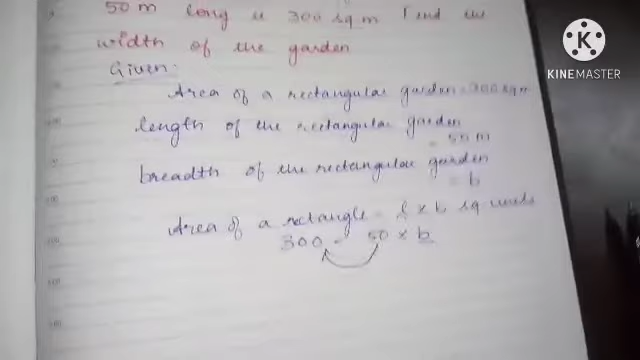 50 m long is 300 sq m Find the
width of the garden
Given:
Area of a rectangular garden = 300 sq m
length of the rectangular garden
= 50 m
breadth of the rectangular garden
= b
Area of a rectangle = l × b sq units
300 = 50 × b
K
KINEMASTER